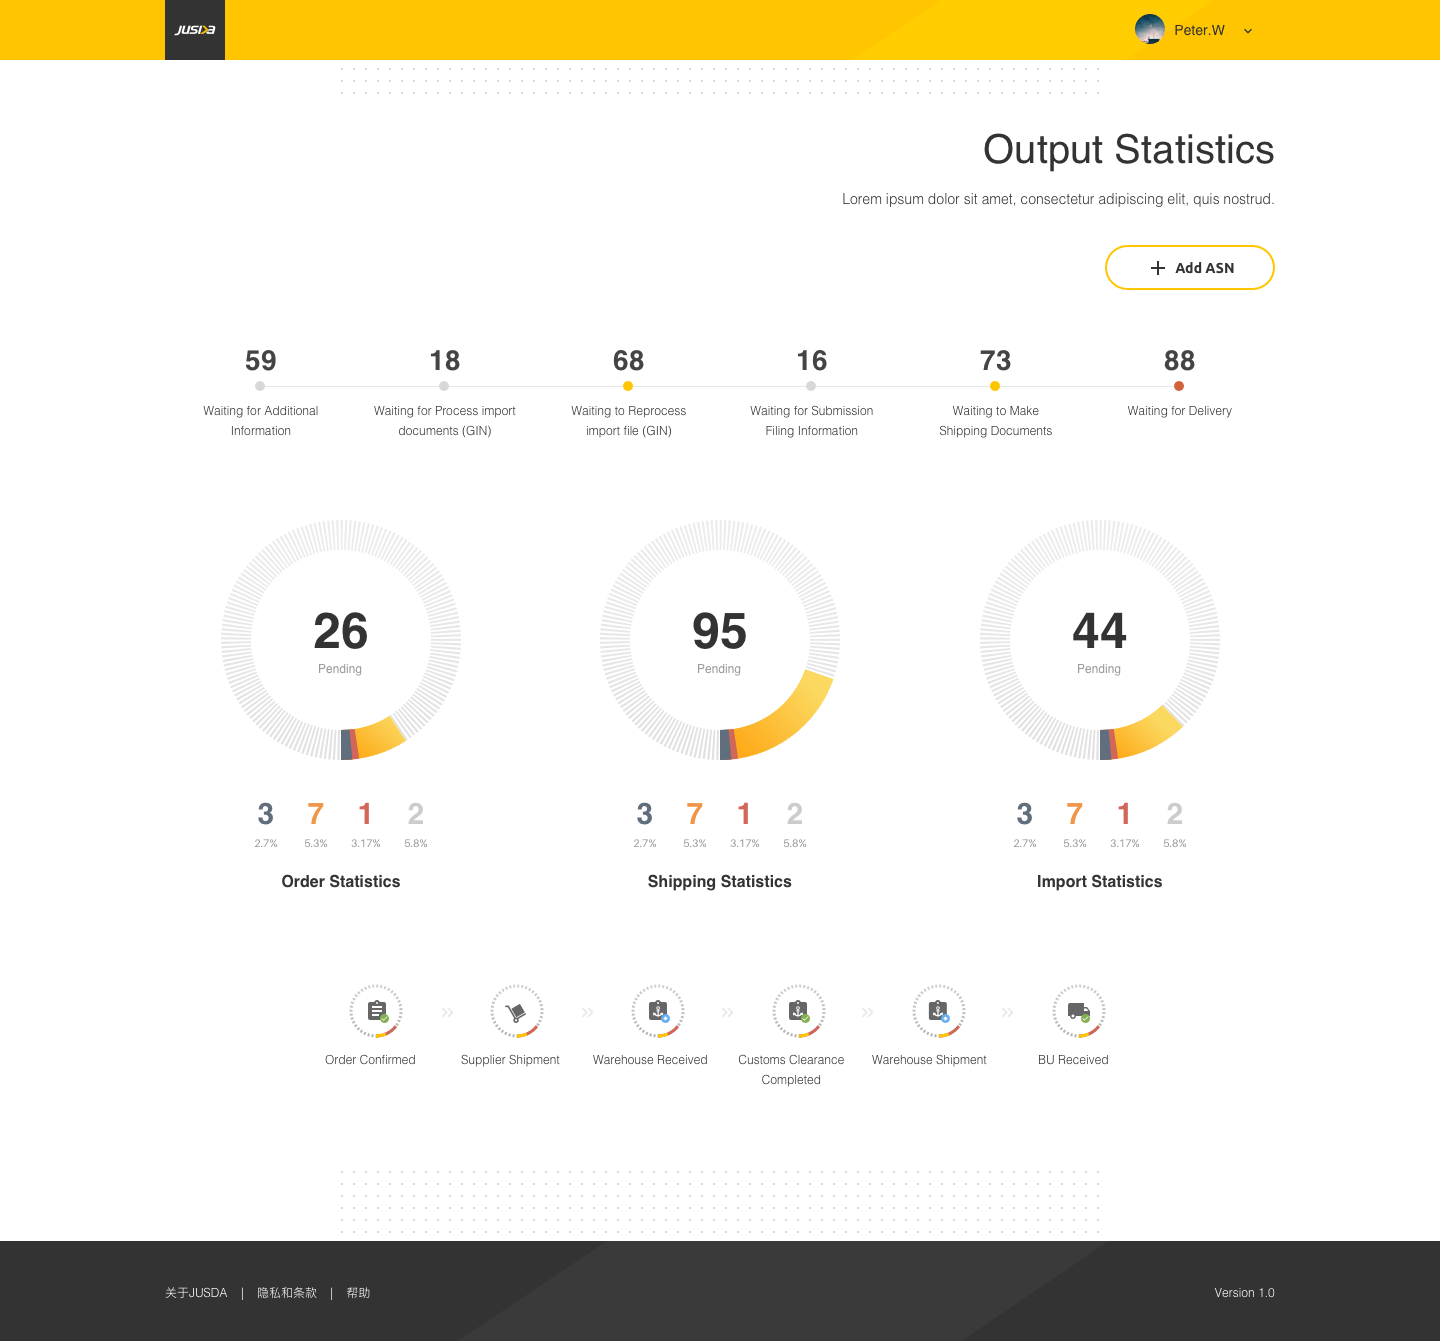 JUSDA
Peter.W
Output Statistics
Lorem ipsum dolor sit amet, consectetur adipiscing elit, quis nostrud.
Add ASN
59
18
68
16
73
88
Waiting for Additional
Information
Waiting for Process import
documents (GIN)
Waiting to Reprocess
import file (GIN)
Waiting for Submission
Filing Information
Waiting to Make
Shipping Documents
Waiting for Delivery
26
Pending
95
Pending
44
Pending
3 7 1 2
2.7% 5.3% 3.17% 5.8%
Order Statistics
3 7 1 2
2.7% 5.3% 3.17% 5.8%
Shipping Statistics
3 7 1 2
2.7% 5.3% 3.17% 5.8%
Import Statistics
Order Confirmed
Supplier Shipment
Warehouse Received
Customs Clearance
Completed
Warehouse Shipment
BU Received
关于JUSDA | 隐私和条款 | 帮助
Version 1.0